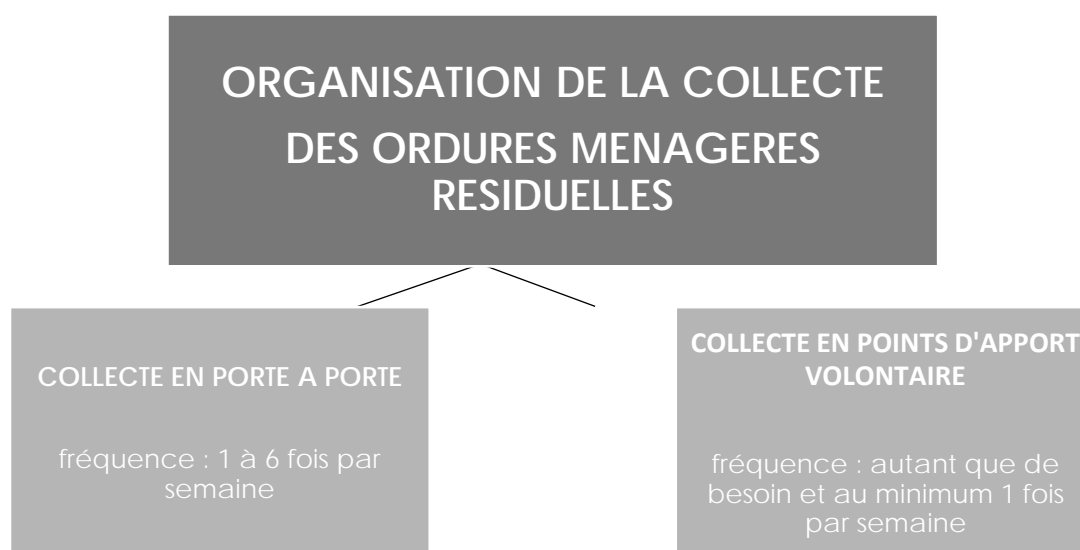 ORGANISATION DE LA COLLECTE
DES ORDURES MENAGERES
RESIDUELLES
COLLECTE EN PORTE A PORTE
fréquence : 1 à 6 fois par
semaine
COLLECTE EN POINTS D'APPORT
VOLONTAIRE
fréquence : autant que de
besoin et au minimum 1 fois
par semaine